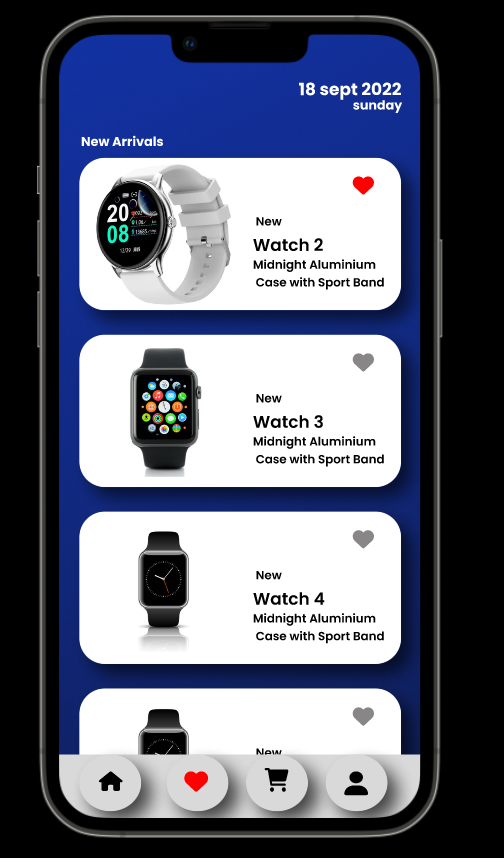 18 sept 2022
sunday
New Arrivals
20
08
New
Watch 2
Midnight Aluminium
Case with Sport Band
New
Watch 3
Midnight Aluminium
Case with Sport Band
New
Watch 4
Midnight Aluminium
Case with Sport Band
New